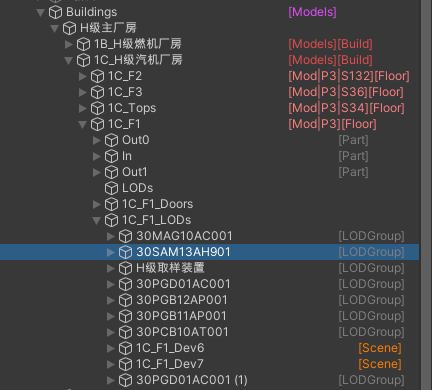 Buildings [Models]
H级主厂房
1B_H级燃机厂房 [Models][Build]
1C_H级汽机厂房 [Models][Build]
1C_F2 [Mod|P3|S132][Floor]
1C_F3 [Mod|P3|S36][Floor]
1C_Tops [Mod|P3|S34][Floor]
1C_F1 [Mod|P3][Floor]
Out0 [Part]
In [Part]
Out1 [Part]
LODs
1C_F1_Doors
1C_F1_LODs
30MAG10AC001 [LODGroup]
30SAM13AH901 [LODGroup]
H级取样装置 [LODGroup]
30PGD01AC001 [LODGroup]
30PGB12AP001 [LODGroup]
30PGB11AP001 [LODGroup]
30PCB10AT001 [LODGroup]
1C_F1_Dev6 [Scene]
1C_F1_Dev7 [Scene]
30PGD01AC001 (1) [LODGroup]